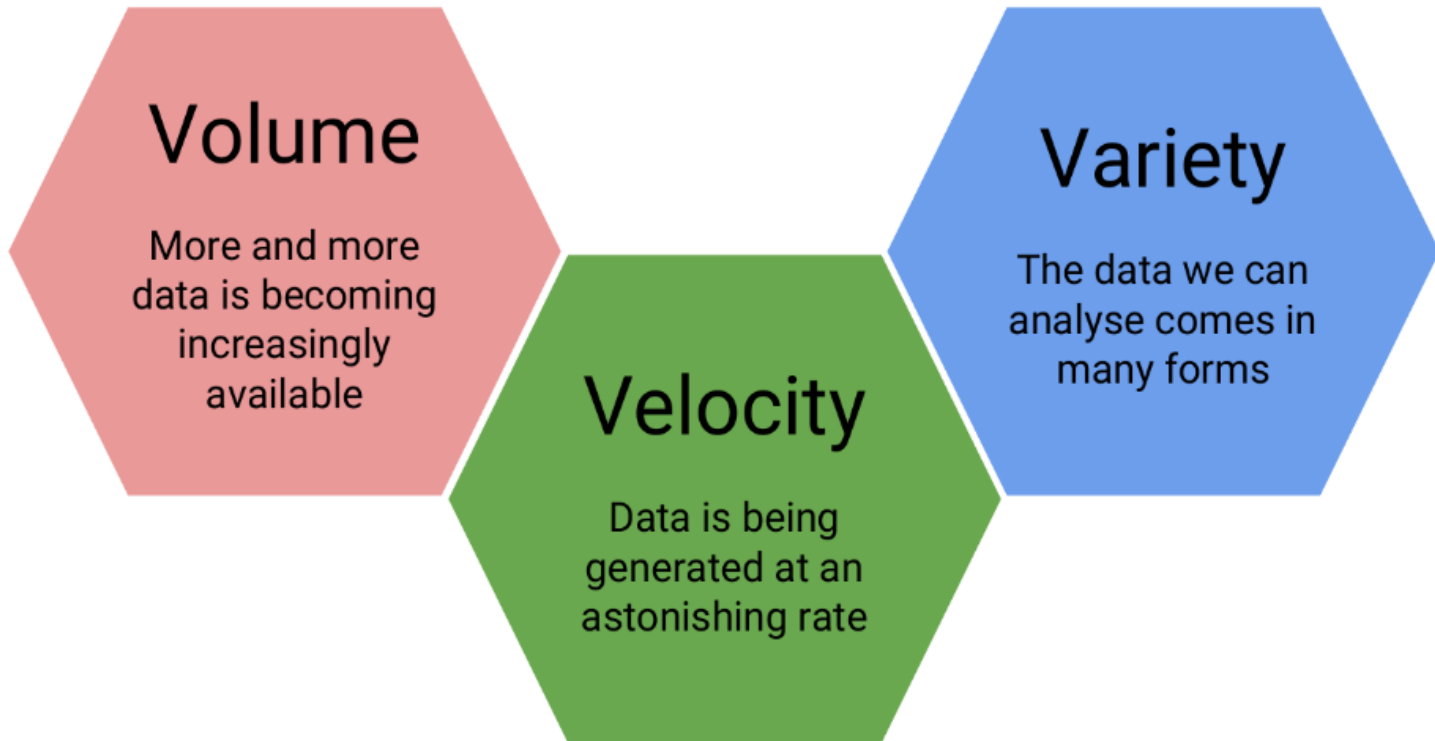 Volume
More and more
data is becoming
increasingly
available
Velocity
Data is being
generated at an
astonishing rate
Variety
The data we can
analyse comes in
many forms